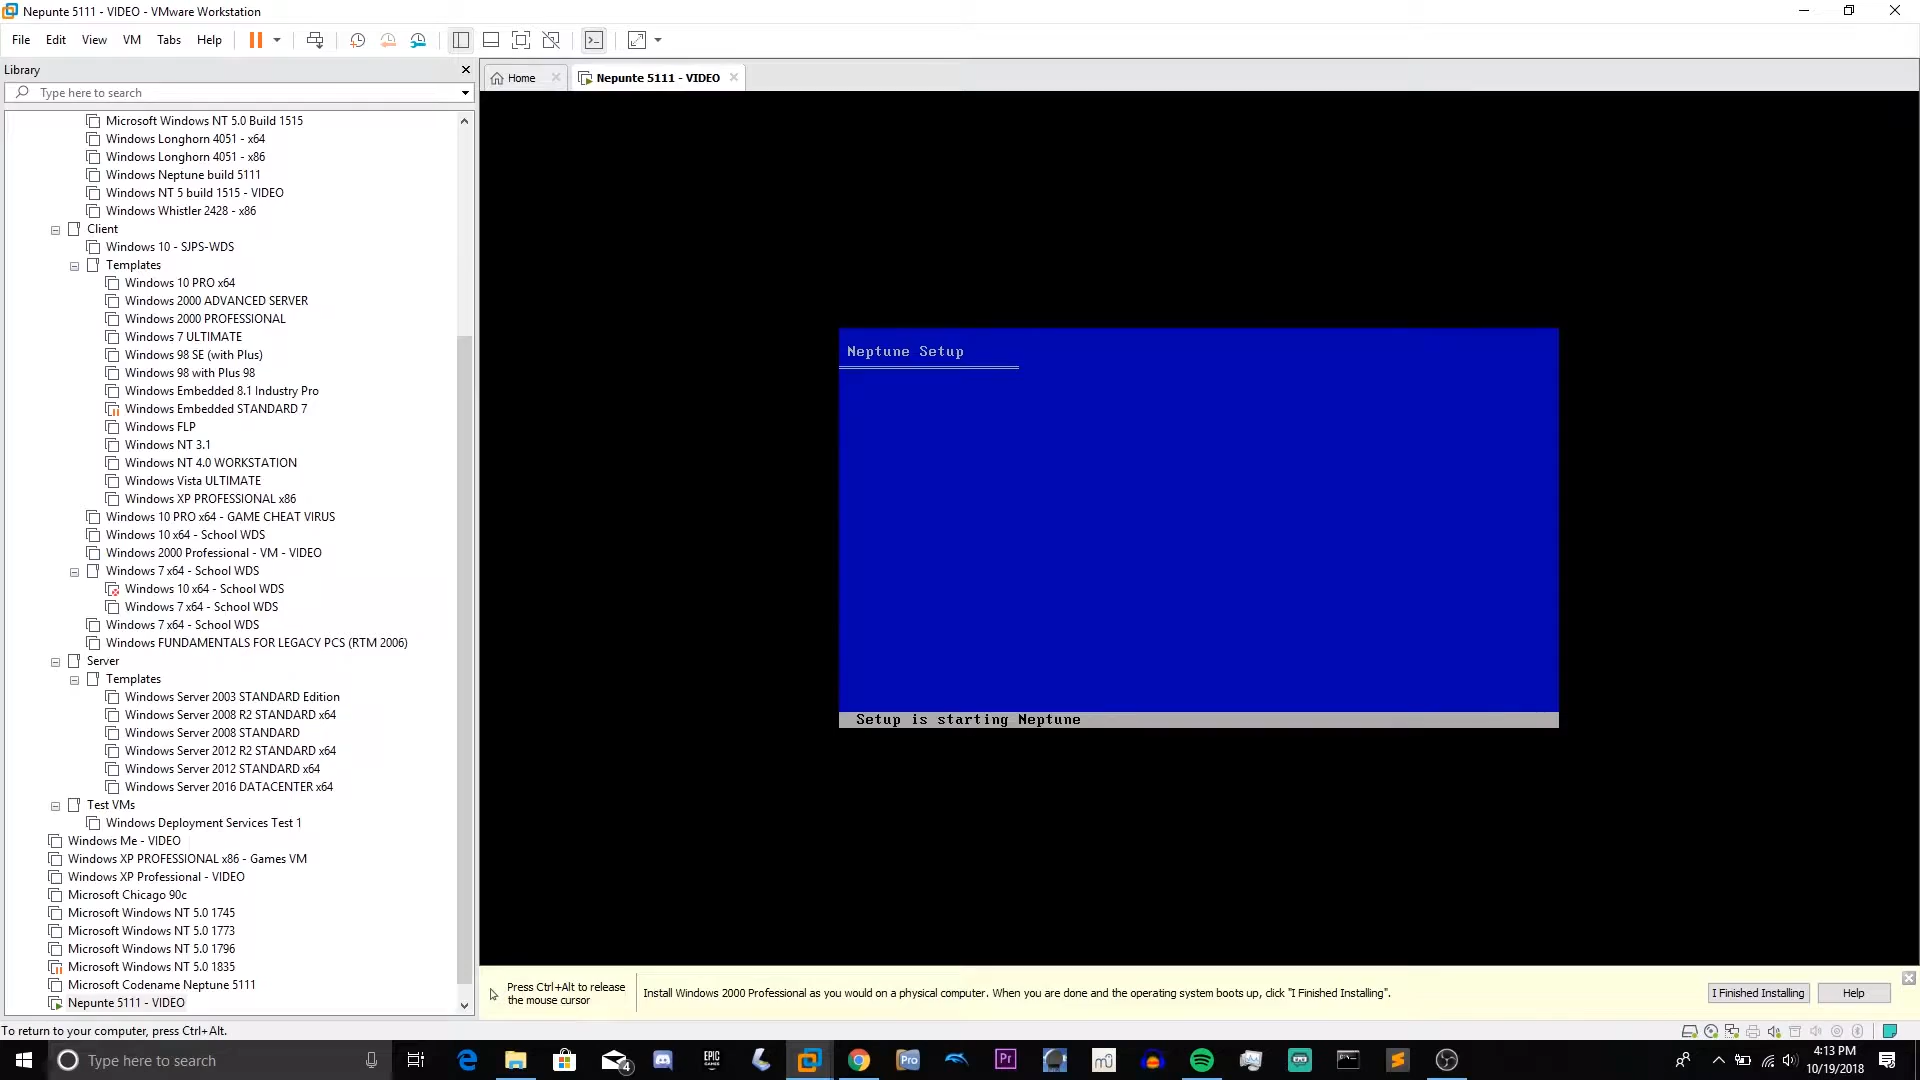 Nepunte 5111 - VIDEO - VMware Workstation
File Edit View VM Tabs Help
Library
Type here to search
Home
Nepunte 5111 - VIDEO
Microsoft Windows NT 5.0 Build 1515
Windows Longhorn 4051 - x64
Windows Longhorn 4051 - x86
Windows Neptune build 5111
Windows NT 5 build 1515 - VIDEO
Windows Whistler 2428 - x86
Client
Windows 10 - SJPS-WDS
Templates
Windows 10 PRO x64
Windows 2000 ADVANCED SERVER
Windows 2000 PROFESSIONAL
Windows 7 ULTIMATE
Windows 98 SE (with Plus)
Windows 98 with Plus 98
Windows Embedded 8.1 Industry Pro
Windows Embedded STANDARD 7
Windows FLP
Windows NT 3.1
Windows NT 4.0 WORKSTATION
Windows Vista ULTIMATE
Windows XP PROFESSIONAL x86
Windows 10 PRO x64 - GAME CHEAT VIRUS
Windows 10 x64 - School WDS
Windows 2000 Professional - VM - VIDEO
Windows 7 x64 - School WDS
Windows 10 x64 - School WDS
Windows 7 x64 - School WDS
Windows 7 x64 - School WDS
Windows FUNDAMENTALS FOR LEGACY PCS (RTM 2006)
Server
Templates
Windows Server 2003 STANDARD Edition
Windows Server 2008 R2 STANDARD x64
Windows Server 2008 STANDARD
Windows Server 2012 R2 STANDARD x64
Windows Server 2012 STANDARD x64
Windows Server 2016 DATACENTER x64
Test VMs
Windows Deployment Services Test 1
Windows Me - VIDEO
Windows XP PROFESSIONAL x86 - Games VM
Windows XP Professional - VIDEO
Microsoft Chicago 90c
Microsoft Windows NT 5.0 1745
Microsoft Windows NT 5.0 1773
Microsoft Windows NT 5.0 1796
Microsoft Windows NT 5.0 1835
Microsoft Codename Neptune 5111
Nepunte 5111 - VIDEO
Neptune Setup
Setup is starting Neptune
Press Ctrl+Alt to release
the mouse cursor
Install Windows 2000 Professional as you would on a physical computer. When you are done and the operating system boots up, click "I Finished Installing".
I Finished Installing
Help
To return to your computer, press Ctrl+Alt.
Type here to search
4
EPIC
GAMES
Pro
Pr
4:13 PM
10/19/2018